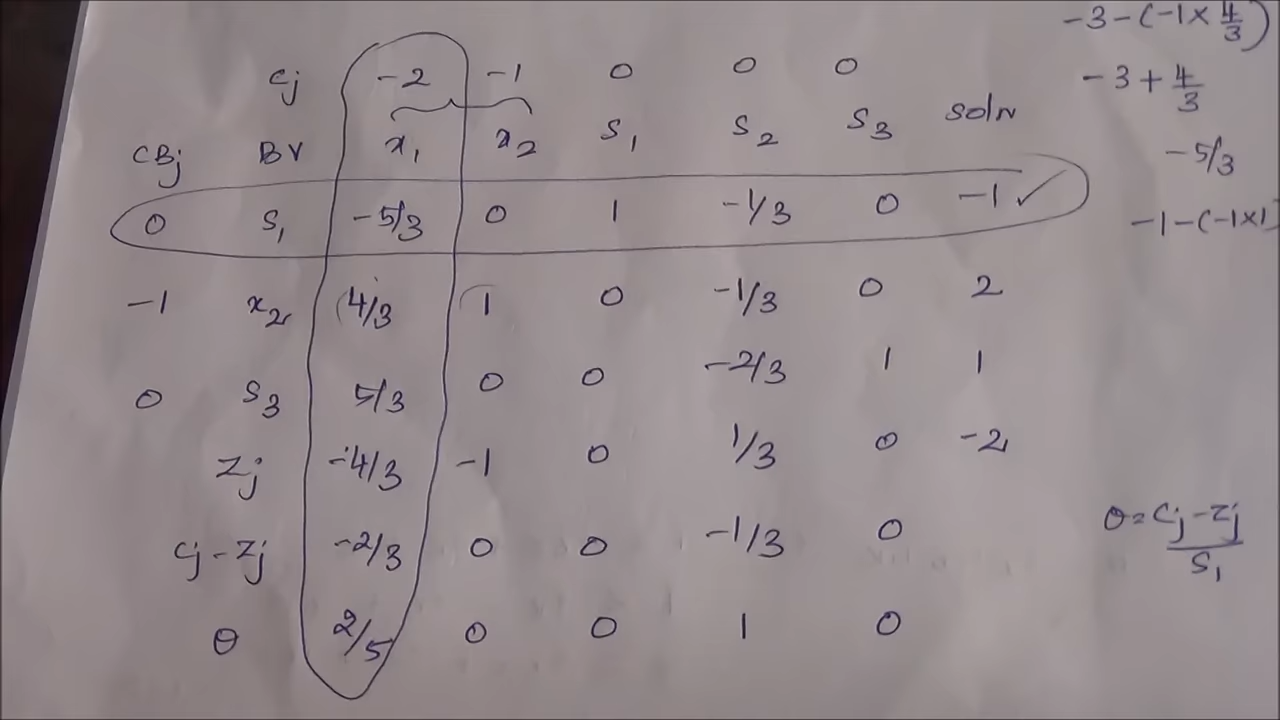 Cj -2 -1 0 0 0
CBj BV x₁ x₂ S₁ S₂ S₃ soln
0 S₁ -5/3 0 1 -1/3 0 -1 ✓
-1 x₂ 4/3 1 0 -1/3 0 2
0 S₃ 5/3 0 0 -2/3 1 1
Zj -4/3 -1 0 1/3 0 -2
Cj - Zj -2/3 0 0 -1/3 0
θ 2/5 0 0 1 0
-3-(-1×4/3)
-3+4/3
-5/3
-1-(-1×1)
θ = Cj-Zj/S₁